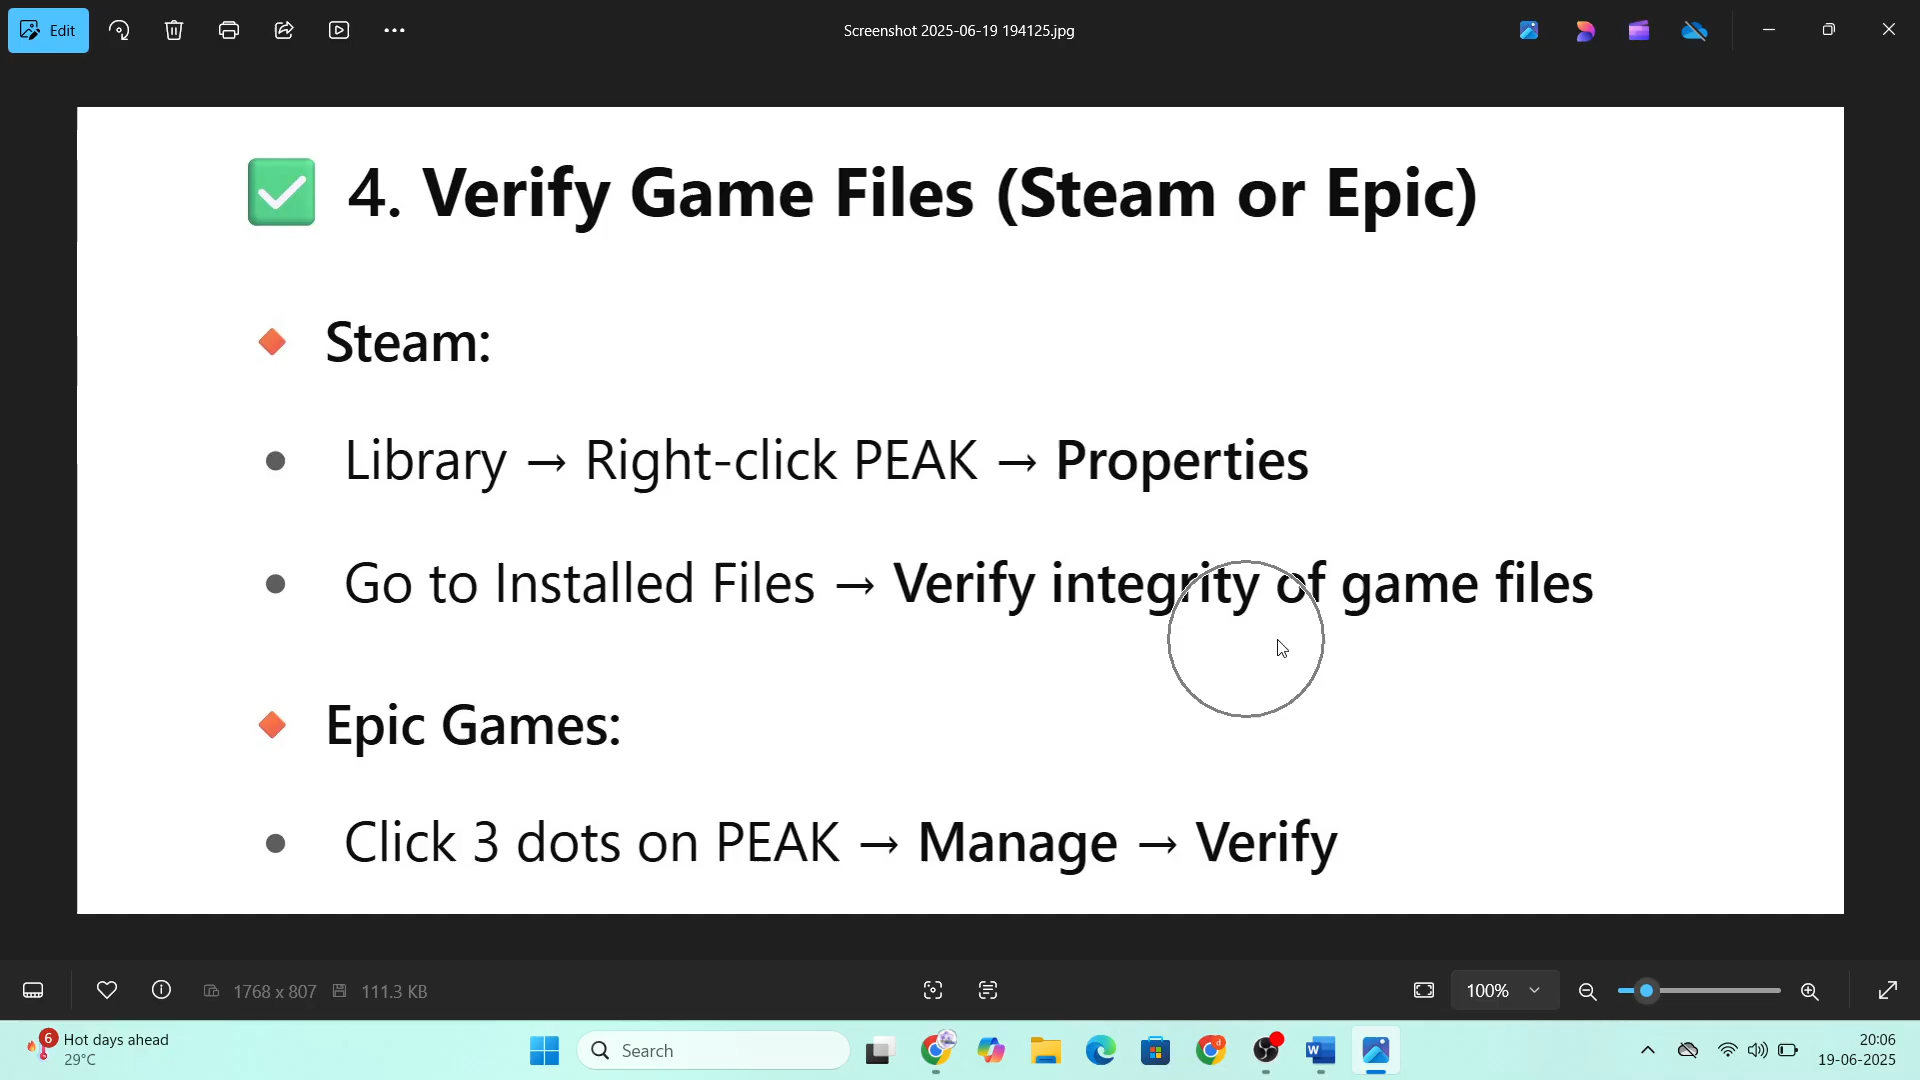 Edit
Screenshot 2025-06-19 194125.jpg
✅ 4. Verify Game Files (Steam or Epic)
🔸 Steam:
● Library → Right-click PEAK → Properties
● Go to Installed Files → Verify integrity of game files
🔸 Epic Games:
● Click 3 dots on PEAK → Manage → Verify
1768 x 807 111.3 KB
100%
6
Hot days ahead
29°C
Search
20:06
19-06-2025